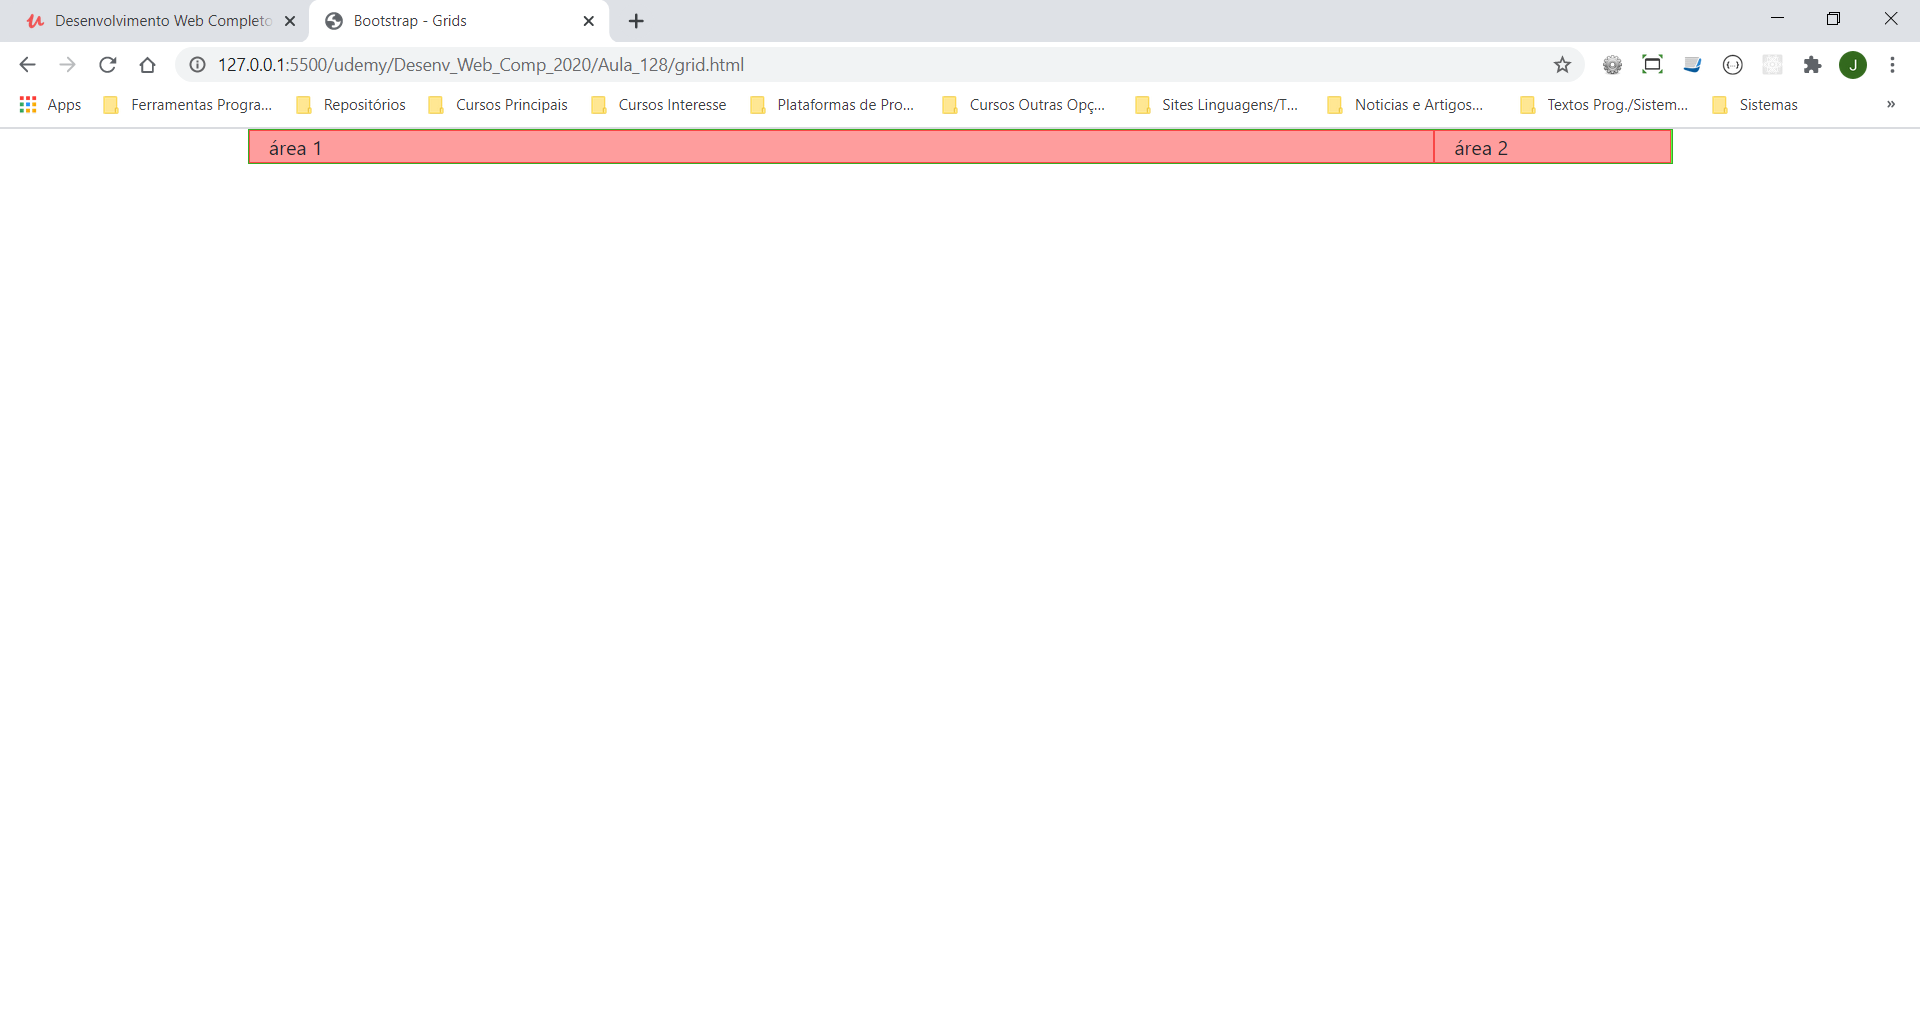 Desenvolvimento Web Completo
Bootstrap - Grids
127.0.0.1:5500/udemy/Desenv_Web_Comp_2020/Aula_128/grid.html
J
Apps
Ferramentas Progra...
Repositórios
Cursos Principais
Cursos Interesse
Plataformas de Pro...
Cursos Outras Opç...
Sites Linguagens/T...
Noticias e Artigos...
Textos Prog./Sistem...
Sistemas
»
área 1
área 2